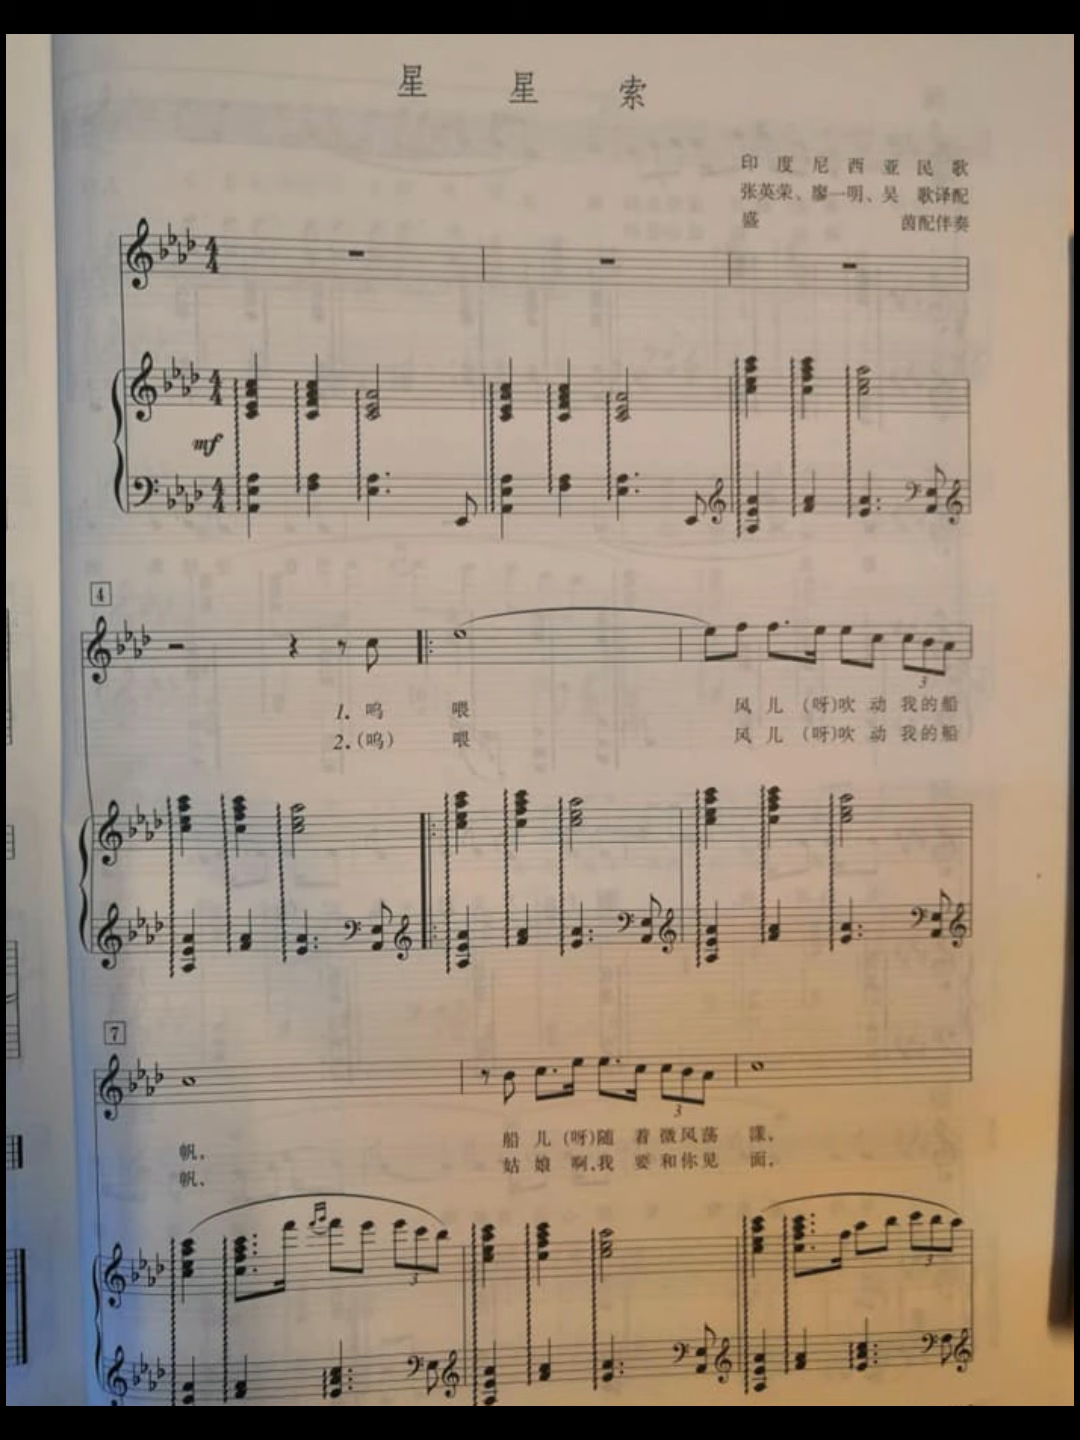 星 星 索
印度尼西亚民歌
张英荣、廖一明、吴 歌译配
盛 茵配伴奏
mf
4
1. 呜 喂 风 儿 (呀)吹 动 我的船
2.(呜) 喂 风 儿 (呀)吹 动 我的船
3
7
3
帆, 船 儿 (呀)随 着 微风荡 漾,
帆, 姑 娘 啊,我 要 和你见 面,
3
3